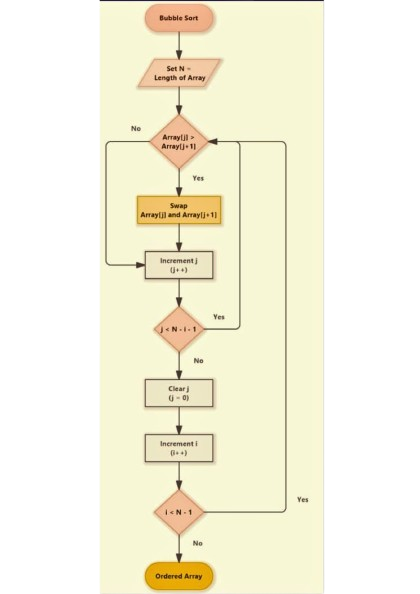 Bubble Sort
Set N =
Length of Array
No
Array[j] >
Array[j+1]
Yes
Swap
Array[j] and Array[j+1]
Increment j
(j++)
j < N - i - 1
Yes
No
Clear j
(j = 0)
Increment i
(i++)
i < N - 1
Yes
No
Ordered Array